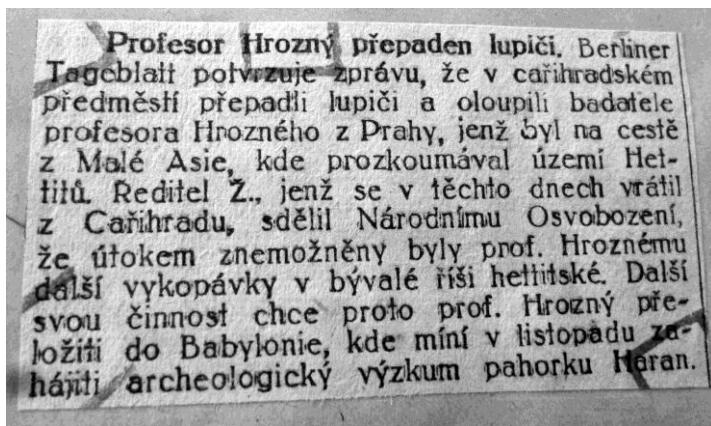 Profesor Hrozný přepaden lupiči. Berliner
Tageblatt potvrzuje zprávu, že v cařihradském
předměstí přepadli lupiči a oloupili badatele
profesora Hrozného z Prahy, jenž byl na cestě
z Malé Asie, kde prozkoumával území Het-
titů. Reditel Ž., jenž se v těchto dnech vrátil
z Cařihradu, sdělil Národnímu Osvobození,
že útokem znemožněny byly prof. Hroznému
další vykopávky v bývalé říši hettitské. Další
svou činnost chce proto prof. Hrozný pře-
ložiti do Babylonie, kde míní v listopadu za-
hájiti archeologický výzkum pahorku Haran.